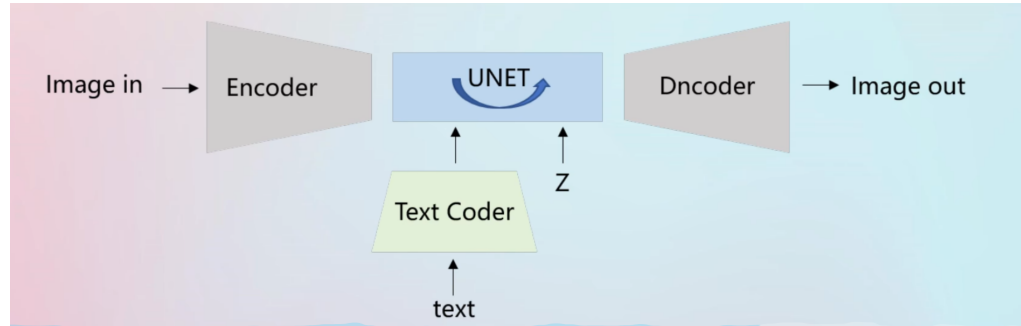 Image in
Encoder
UNET
Dncoder
Image out
Z
Text Coder
text